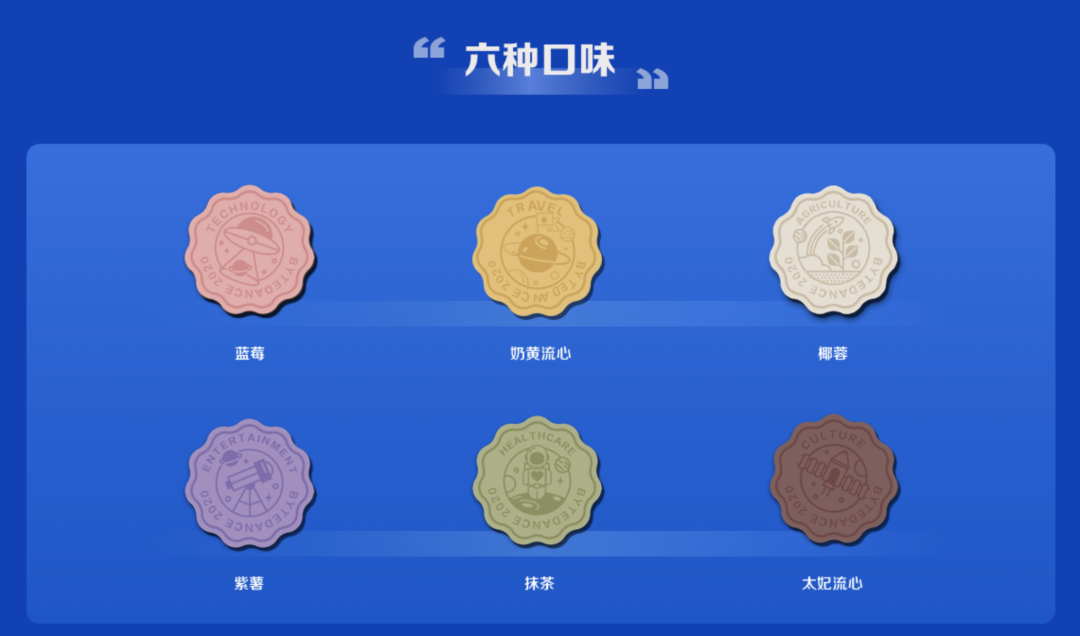 六种口味
TECHNOLOGY
BYTEDANCE 2020
TRAVEL
BYTEDANCE 2020
AGRICULTURE
BYTEDANCE 2020
蓝莓
奶黄流心
椰蓉
ENTERTAINMENT
BYTEDANCE 2020
HEALTHCARE
BYTEDANCE 2020
CULTURE
BYTEDANCE 2020
紫薯
抹茶
太妃流心